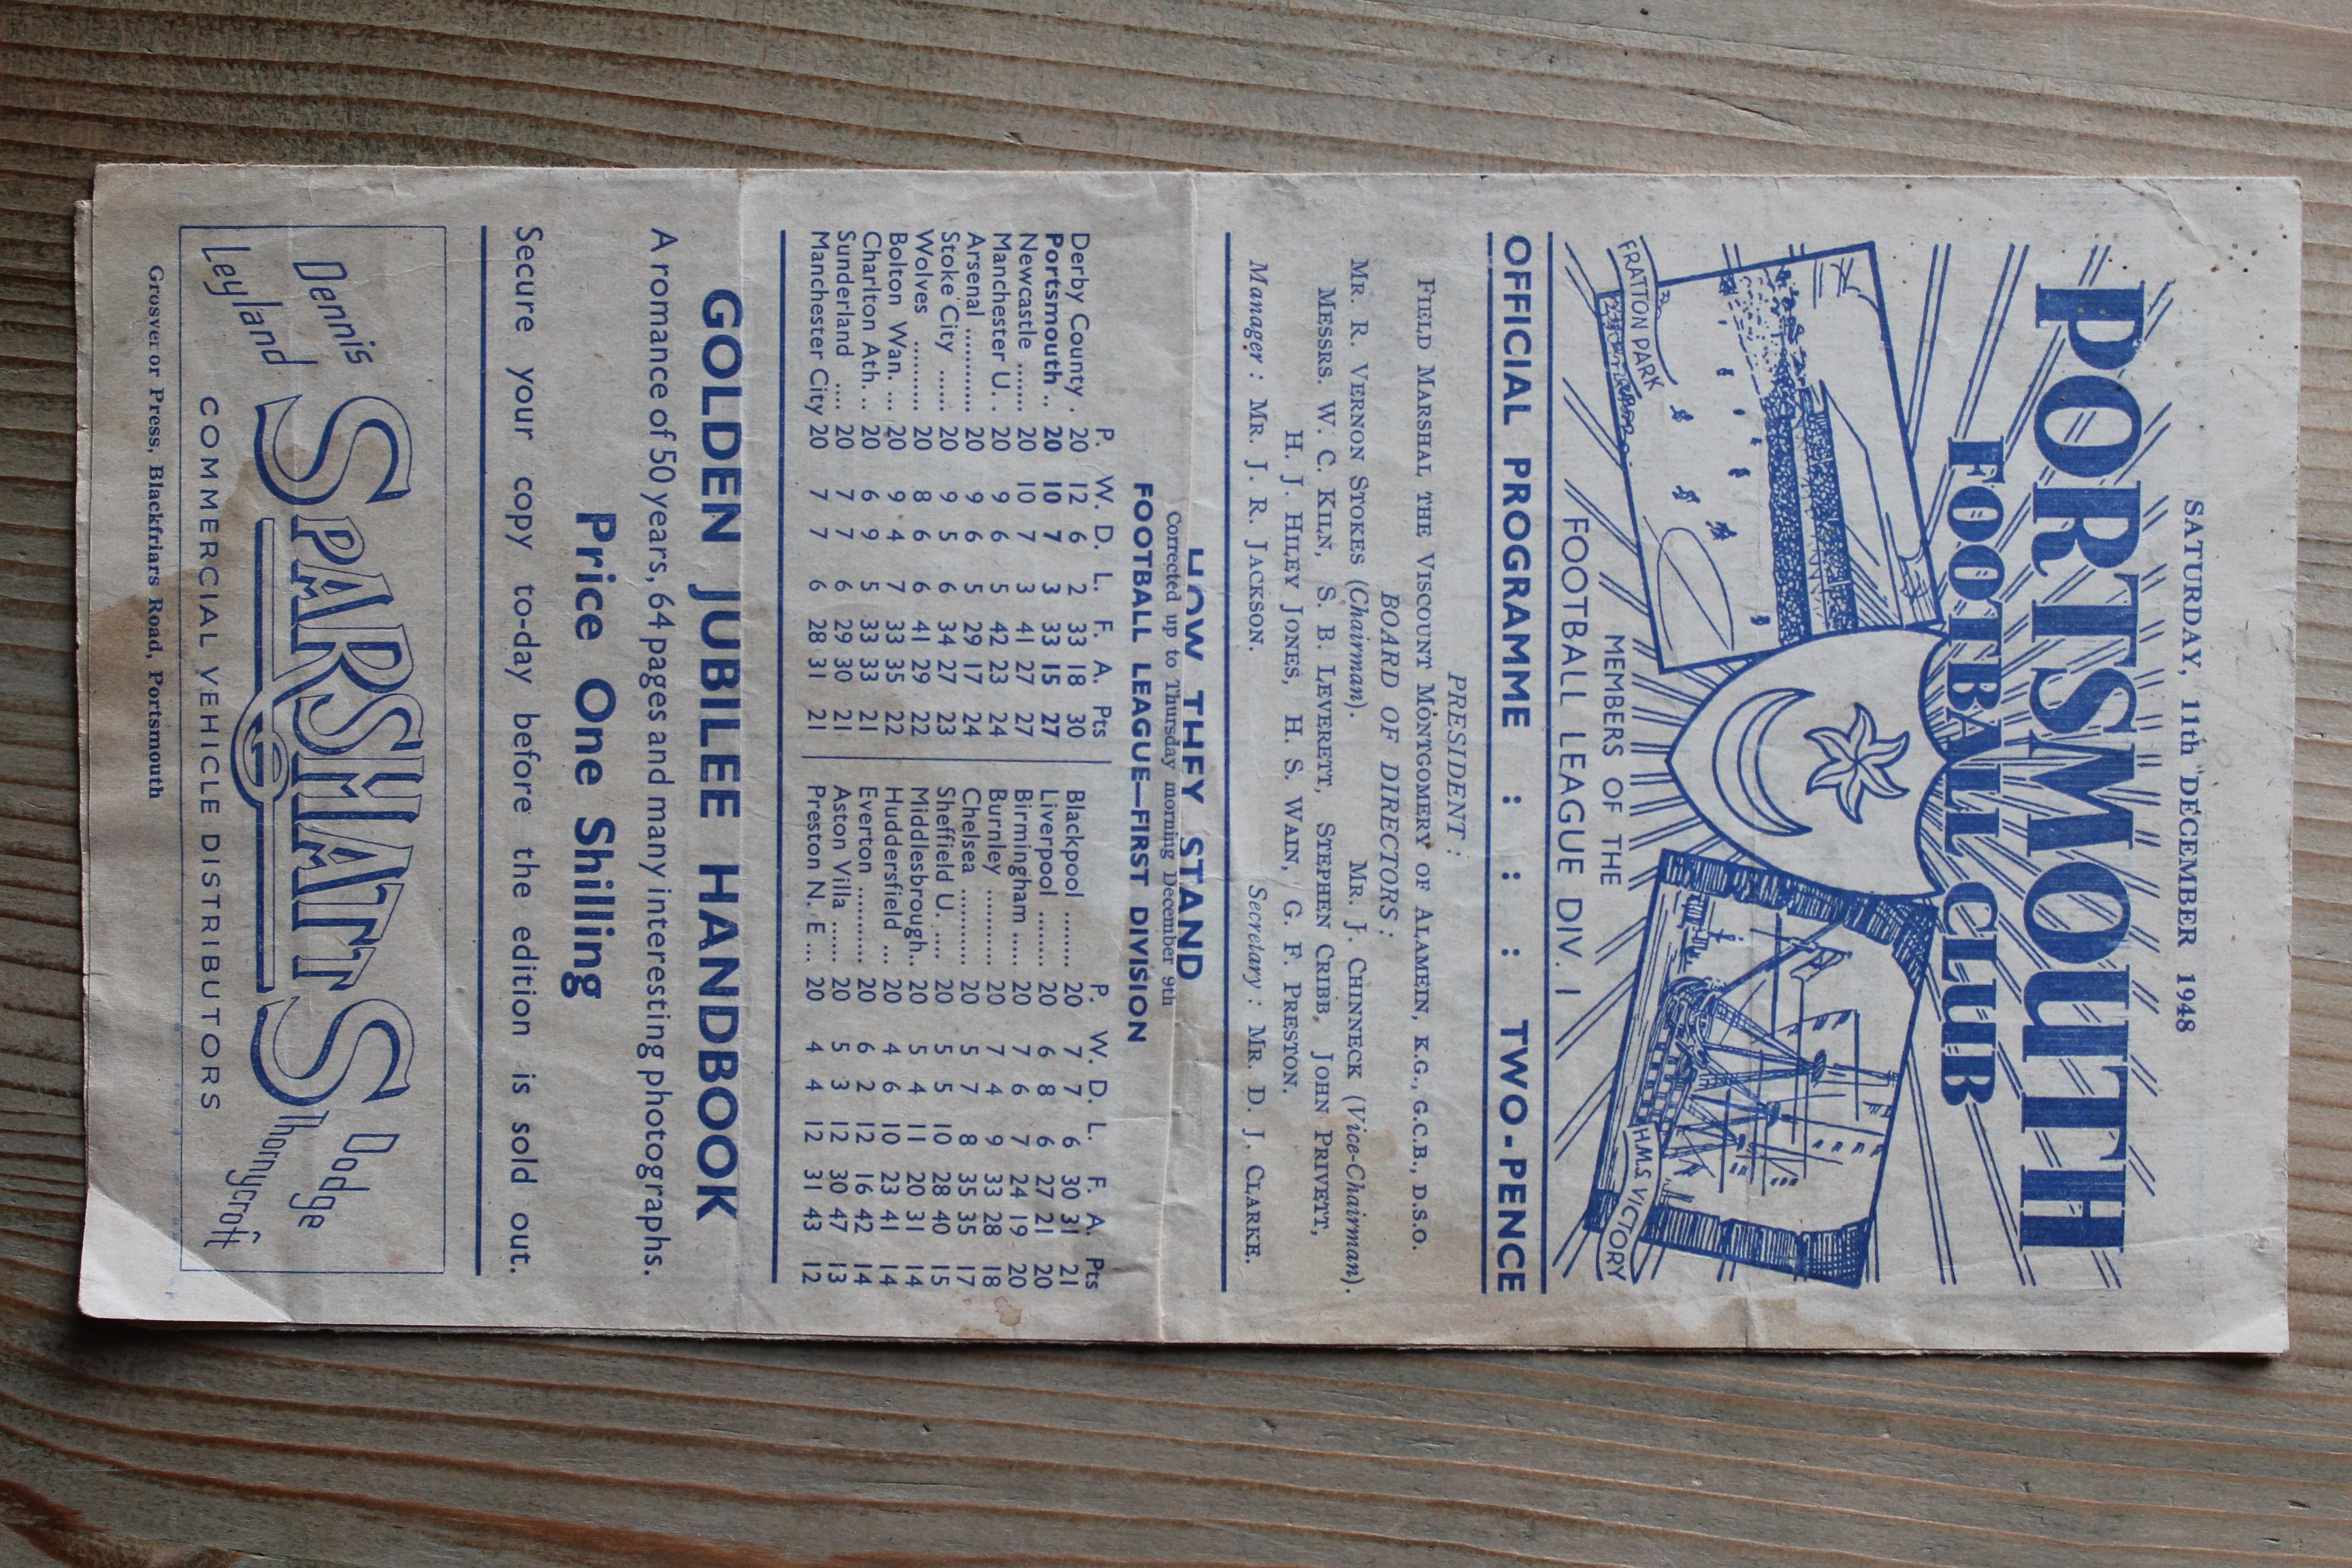 SATURDAY, 11th DECEMBER 1948
PORTSMOUTH
FOOTBALL CLUB
FRATTON PARK
H.M.S. VICTORY
MEMBERS OF THE
FOOTBALL LEAGUE DIV. 1
OFFICIAL PROGRAMME : : : TWO-PENCE
PRESIDENT :
FIELD MARSHAL THE VISCOUNT MONTGOMERY OF ALAMEIN, K.G., G.C.B., D.S.O.
BOARD OF DIRECTORS :
MR. R. VERNON STOKES (Chairman). MR. J. CHINNECK (Vice-Chairman).
MESSRS. W. C. KILN, S. B. LEVERETT, STEPHEN CRIBB, JOHN PRIVETT,
H. J. HILEY JONES, H. S. WAIN, G. F. PRESTON.
Manager : MR. J. R. JACKSON. Secretary : MR. D. J. CLARKE.
HOW THEY STAND
Corrected up to Thursday morning December 9th
FOOTBALL LEAGUE—FIRST DIVISION
P. W. D. L. F. A. Pts P. W. D. L. F. A. Pts
Derby County . 20 12 6 2 33 18 30 Blackpool ........ 20 7 7 6 30 31 21
Portsmouth .. 20 10 7 3 33 15 27 Liverpool ........ 20 6 8 6 27 21 20
Newcastle ....... 20 10 7 3 41 27 27 Birmingham ...... 20 7 6 7 24 19 20
Manchester U. . 20 9 6 5 42 23 24 Burnley .......... 20 7 4 9 33 28 18
Arsenal ............ 20 9 6 5 29 17 24 Chelsea .......... 20 5 7 8 35 35 17
Stoke City ...... 20 9 5 6 34 27 23 Sheffield U. .... 20 5 5 10 28 40 15
Wolves ........... 20 8 6 6 41 29 22 Middlesbrough.. 20 5 4 11 20 31 14
Bolton Wan. ... 20 9 4 7 33 35 22 Huddersfield ... 20 4 6 10 23 41 14
Charlton Ath. .. 20 6 9 5 33 33 21 Everton ........... 20 6 2 12 16 42 14
Sunderland ..... 20 7 7 6 29 30 21 Aston Villa ...... 20 5 3 12 30 47 13
Manchester City 20 7 7 6 28 31 21 Preston N. E ... 20 4 4 12 31 43 12
GOLDEN JUBILEE HANDBOOK
A romance of 50 years, 64 pages and many interesting photographs.
Price One Shilling
Secure your copy to-day before the edition is sold out.
Dennis
Leyland
SPARSHATTS
Dodge
Thornycroft
COMMERCIAL VEHICLE DISTRIBUTORS
Grosvenor Press, Blackfriars Road, Portsmouth